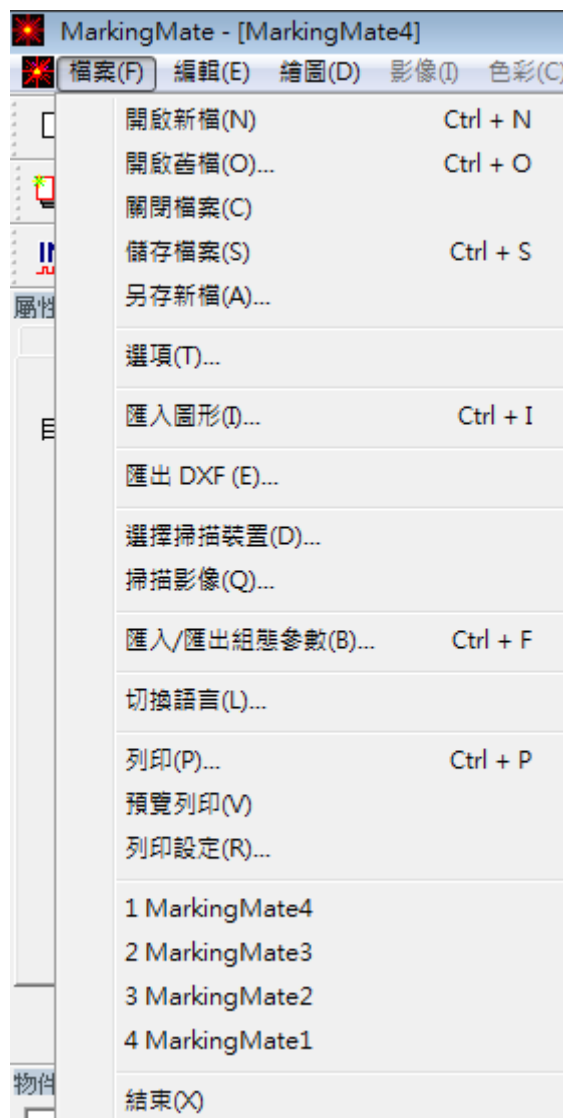 MarkingMate - [MarkingMate4]
檔案(F) 編輯(E) 繪圖(D) 影像(I) 色彩(C)
開啟新檔(N) Ctrl + N
開啟舊檔(O)... Ctrl + O
關閉檔案(C)
儲存檔案(S) Ctrl + S
另存新檔(A)...
屬性
選項(T)...
匯入圖形(I)... Ctrl + I
匯出 DXF (E)...
選擇掃描裝置(D)...
掃描影像(Q)...
匯入/匯出組態參數(B)... Ctrl + F
切換語言(L)...
列印(P)... Ctrl + P
預覽列印(V)
列印設定(R)...
1 MarkingMate4
2 MarkingMate3
3 MarkingMate2
4 MarkingMate1
物件
結束(X)